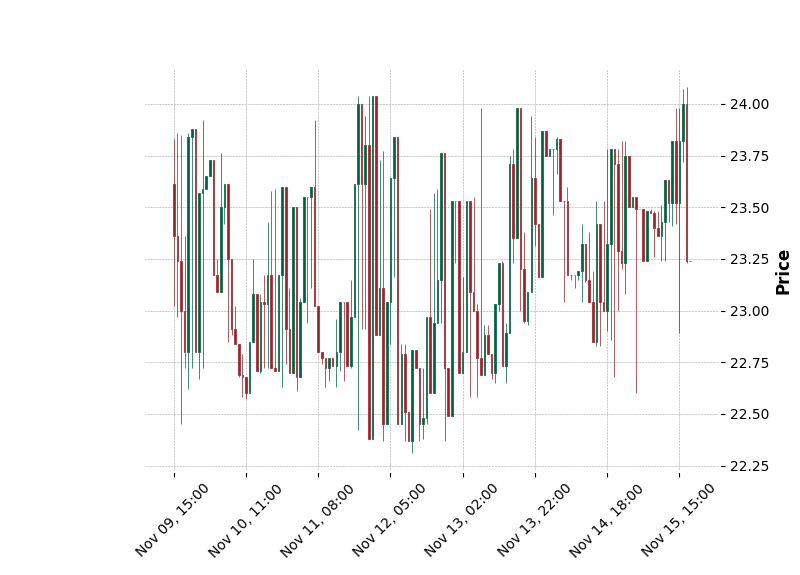 24.00
23.75
23.50
23.25
23.00
22.75
22.50
22.25
Price
Nov 09, 15:00
Nov 10, 11:00
Nov 11, 08:00
Nov 12, 05:00
Nov 13, 02:00
Nov 13, 22:00
Nov 14, 18:00
Nov 15, 15:00